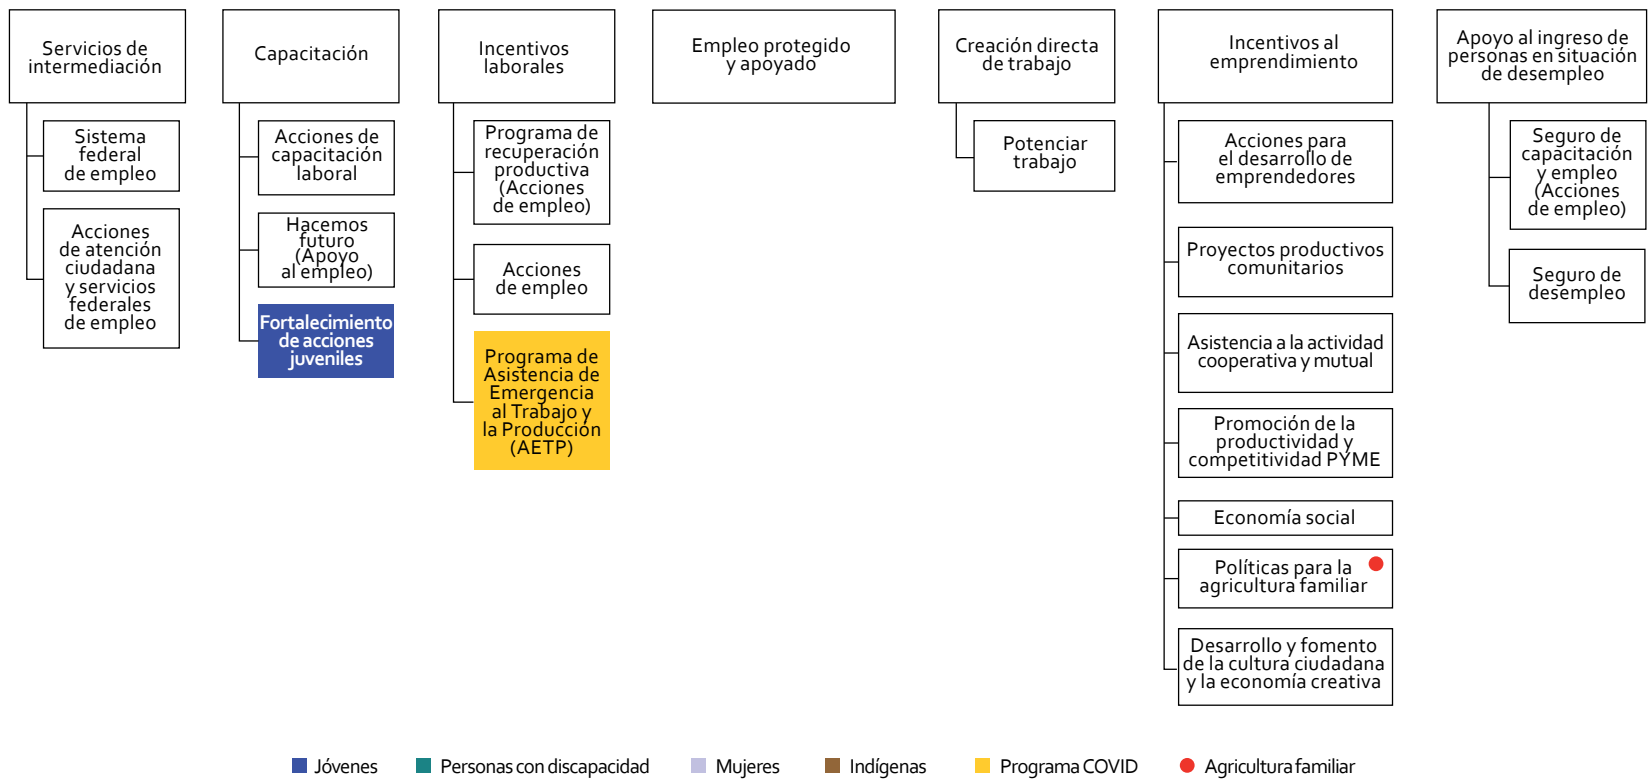 Servicios de
intermediación
Sistema
federal
de empleo
Acciones
de atención
ciudadana
y servicios
federales
de empleo
Capacitación
Acciones de
capacitación
laboral
Hacemos
futuro
(Apoyo
al empleo)
Fortalecimiento
de acciones
juveniles
Incentivos
laborales
Programa de
recuperación
productiva
(Acciones
de empleo)
Acciones
de empleo
Programa de
Asistencia de
Emergencia
al Trabajo y
la Producción
(AETP)
Empleo protegido
y apoyado
Creación directa
de trabajo
Potenciar
trabajo
Incentivos al
emprendimiento
Acciones para
el desarrollo de
emprendedores
Proyectos productivos
comunitarios
Asistencia a la actividad
cooperativa y mutual
Promoción de la
productividad y
competitividad PYME
Economía social
Políticas para la
agricultura familiar
Desarrollo y fomento
de la cultura ciudadana
y la economía creativa
Apoyo al ingreso de
personas en situación
de desempleo
Seguro de
capacitación
y empleo
(Acciones
de empleo)
Seguro de
desempleo
Jóvenes
Personas con discapacidad
Mujeres
Indígenas
Programa COVID
Agricultura familiar